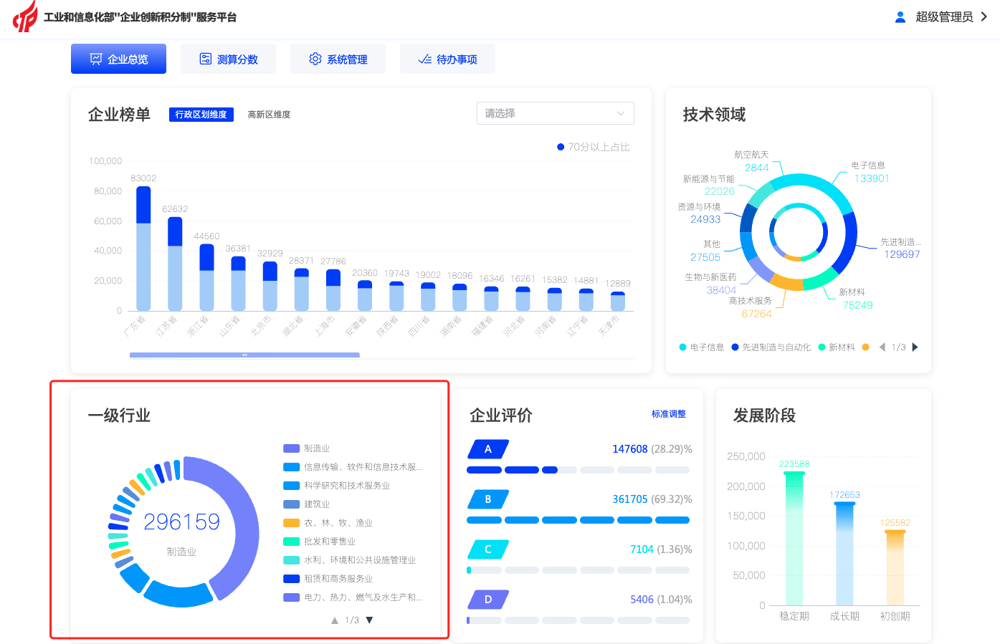 工业和信息化部"企业创新积分制"服务平台
超级管理员
企业总览
测算分数
系统管理
待办事项
企业榜单
行政区划维度
高新区维度
请选择
70分以上占比
100,000
80,000
60,000
40,000
20,000
0
83002
62632
44560
36381
32929
28371
27786
20360
19743
19002
18096
16346
16261
15382
14881
12889
广东省
江苏省
浙江省
山东省
北京市
湖北省
上海市
安徽省
陕西省
四川省
湖南省
福建省
河北省
河南省
辽宁省
天津市
技术领域
航空航天
2844
电子信息
133901
新能源与节能
22026
资源与环境
24933
先进制造...
129697
其他
27505
生物与新医药
38404
新材料
75249
高技术服务
67264
电子信息
先进制造与自动化
新材料
1/3
一级行业
296159
制造业
制造业
信息传输、软件和信息技术服...
科学研究和技术服务业
建筑业
农、林、牧、渔业
批发和零售业
水利、环境和公共设施管理业
租赁和商务服务业
电力、热力、燃气及水生产和...
1/3
企业评价
标准调整
A
147608 (28.29)%
B
361705 (69.32)%
C
7104 (1.36)%
D
5406 (1.04)%
发展阶段
250,000
200,000
150,000
100,000
50,000
0
223588
172653
125582
稳定期
成长期
初创期